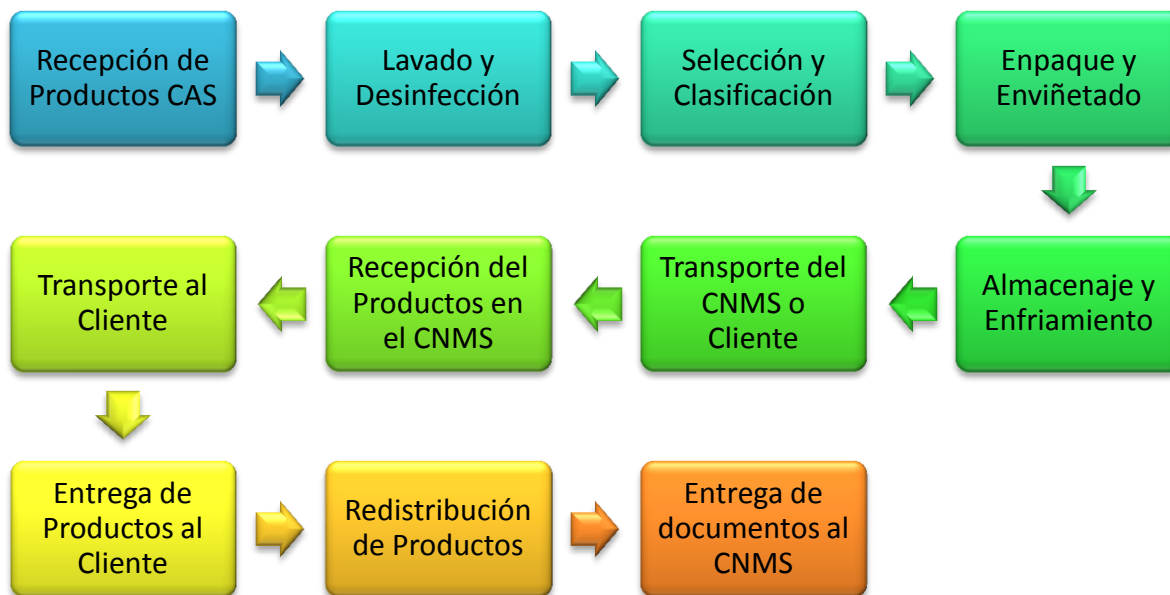 Recepción de
Productos CAS
Lavado y
Desinfección
Selección y
Clasificación
Enpaque y
Enviñetado
Almacenaje y
Enfriamiento
Transporte del
CNMS o
Cliente
Recepción del
Productos en
el CNMS
Transporte al
Cliente
Entrega de
Productos al
Cliente
Redistribución
de Productos
Entrega de
documentos al
CNMS